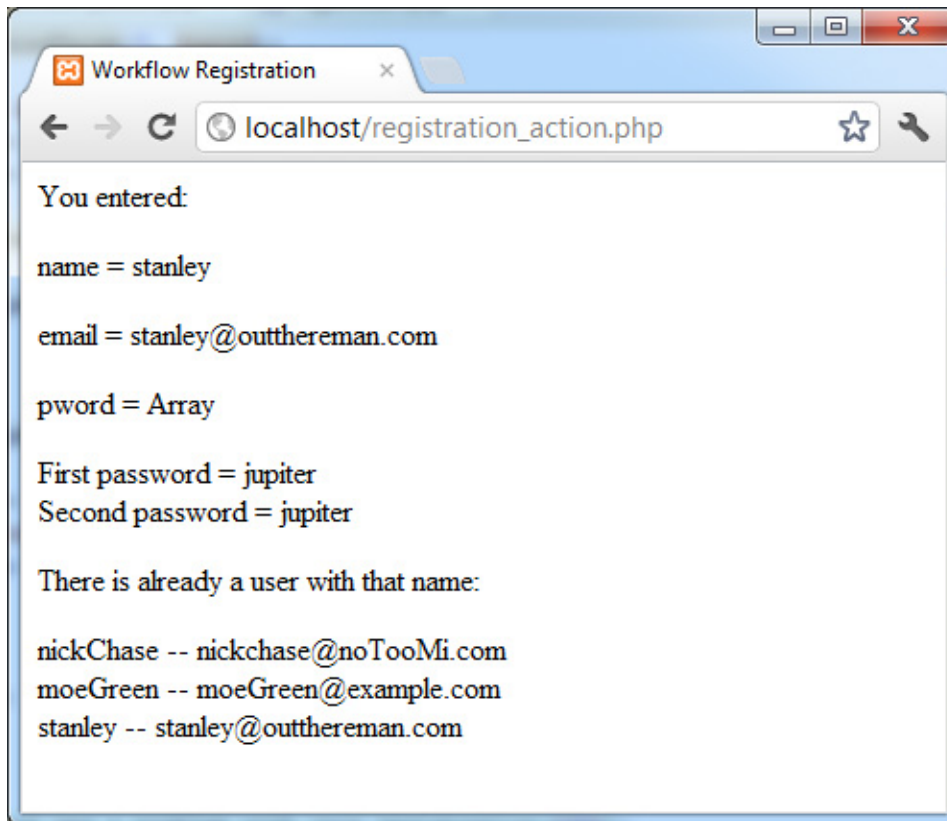 Workflow Registration
localhost/registration_action.php
You entered:
name = stanley
email = stanley@outthereman.com
pword = Array
First password = jupiter
Second password = jupiter
There is already a user with that name:
nickChase -- nickchase@noTooMi.com
moeGreen -- moeGreen@example.com
stanley -- stanley@outthereman.com